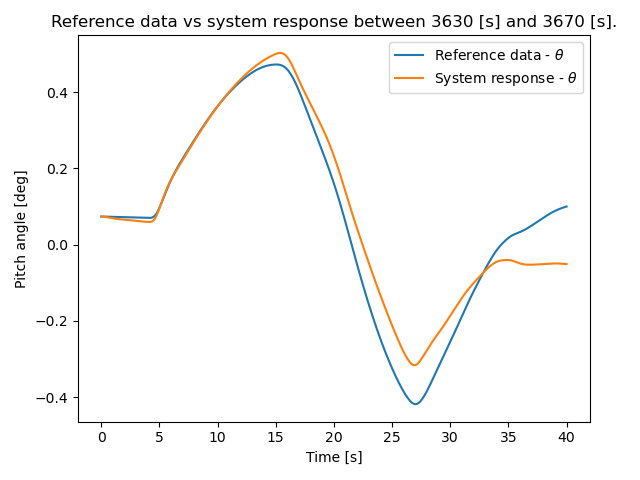 Reference data vs system response between 3630 [s] and 3670 [s].
Reference data - θ
System response - θ
Pitch angle [deg]
0.4
0.2
0.0
−0.2
−0.4
0 5 10 15 20 25 30 35 40
Time [s]